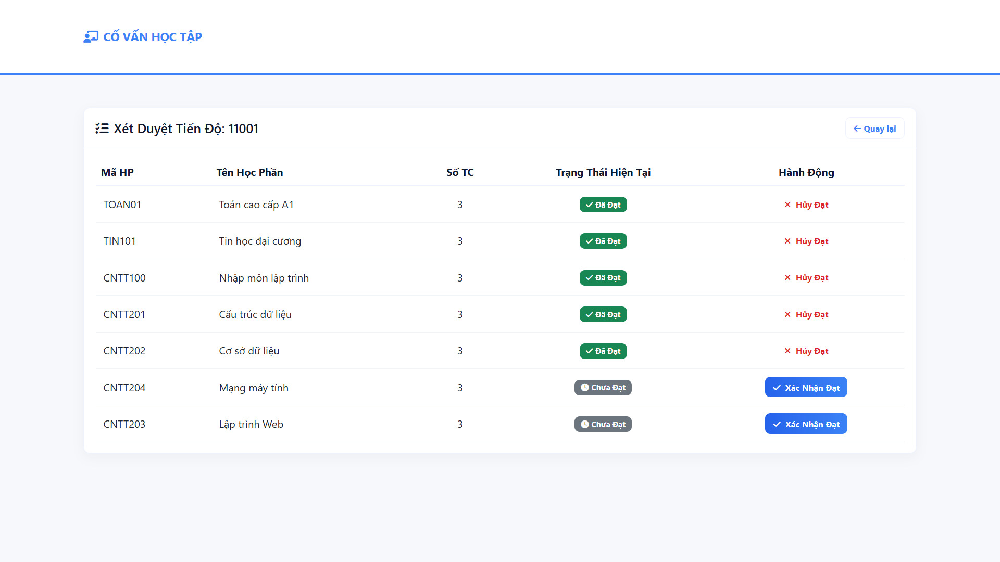 CỐ VẤN HỌC TẬP
Xét Duyệt Tiến Độ: 11001
Quay lại
Mã HP Tên Học Phần Số TC Trạng Thái Hiện Tại Hành Động
TOAN01 Toán cao cấp A1 3 Đã Đạt Hủy Đạt
TIN101 Tin học đại cương 3 Đã Đạt Hủy Đạt
CNTT100 Nhập môn lập trình 3 Đã Đạt Hủy Đạt
CNTT201 Cấu trúc dữ liệu 3 Đã Đạt Hủy Đạt
CNTT202 Cơ sở dữ liệu 3 Đã Đạt Hủy Đạt
CNTT204 Mạng máy tính 3 Chưa Đạt Xác Nhận Đạt
CNTT203 Lập trình Web 3 Chưa Đạt Xác Nhận Đạt